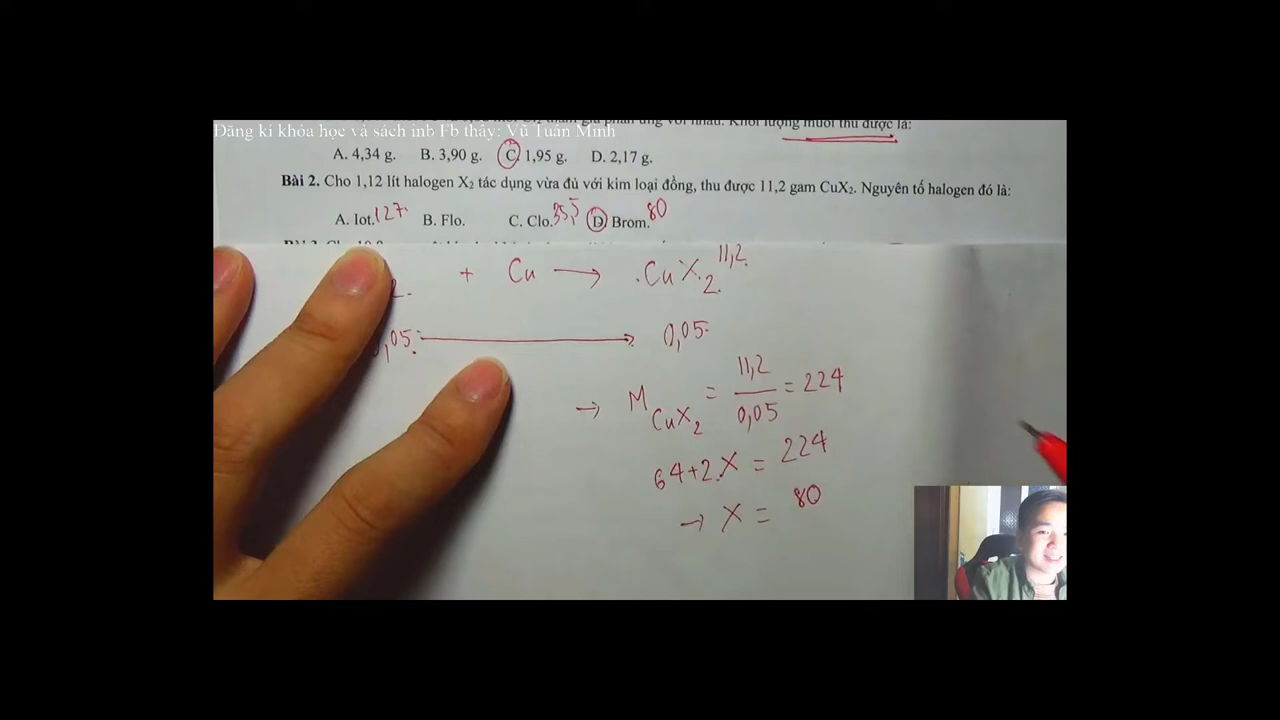 muối thu được là:
Đăng kí khóa học và sách inb Fb thầy: Vũ Tuấn Minh
A. 4,34 g. B. 3,90 g. C. 1,95 g. D. 2,17 g.
Bài 2. Cho 1,12 lít halogen X₂ tác dụng vừa đủ với kim loại đồng, thu được 11,2 gam CuX₂. Nguyên tố halogen đó là:
A. Iot. 127 B. Flo. C. Clo. 35,5 D. Brom. 80
2 + Cu → CuX₂ 11,2
0,05 → 0,05
→ M CuX₂ = 11,2 / 0,05 = 224
64+2.X = 224
→ X = 80